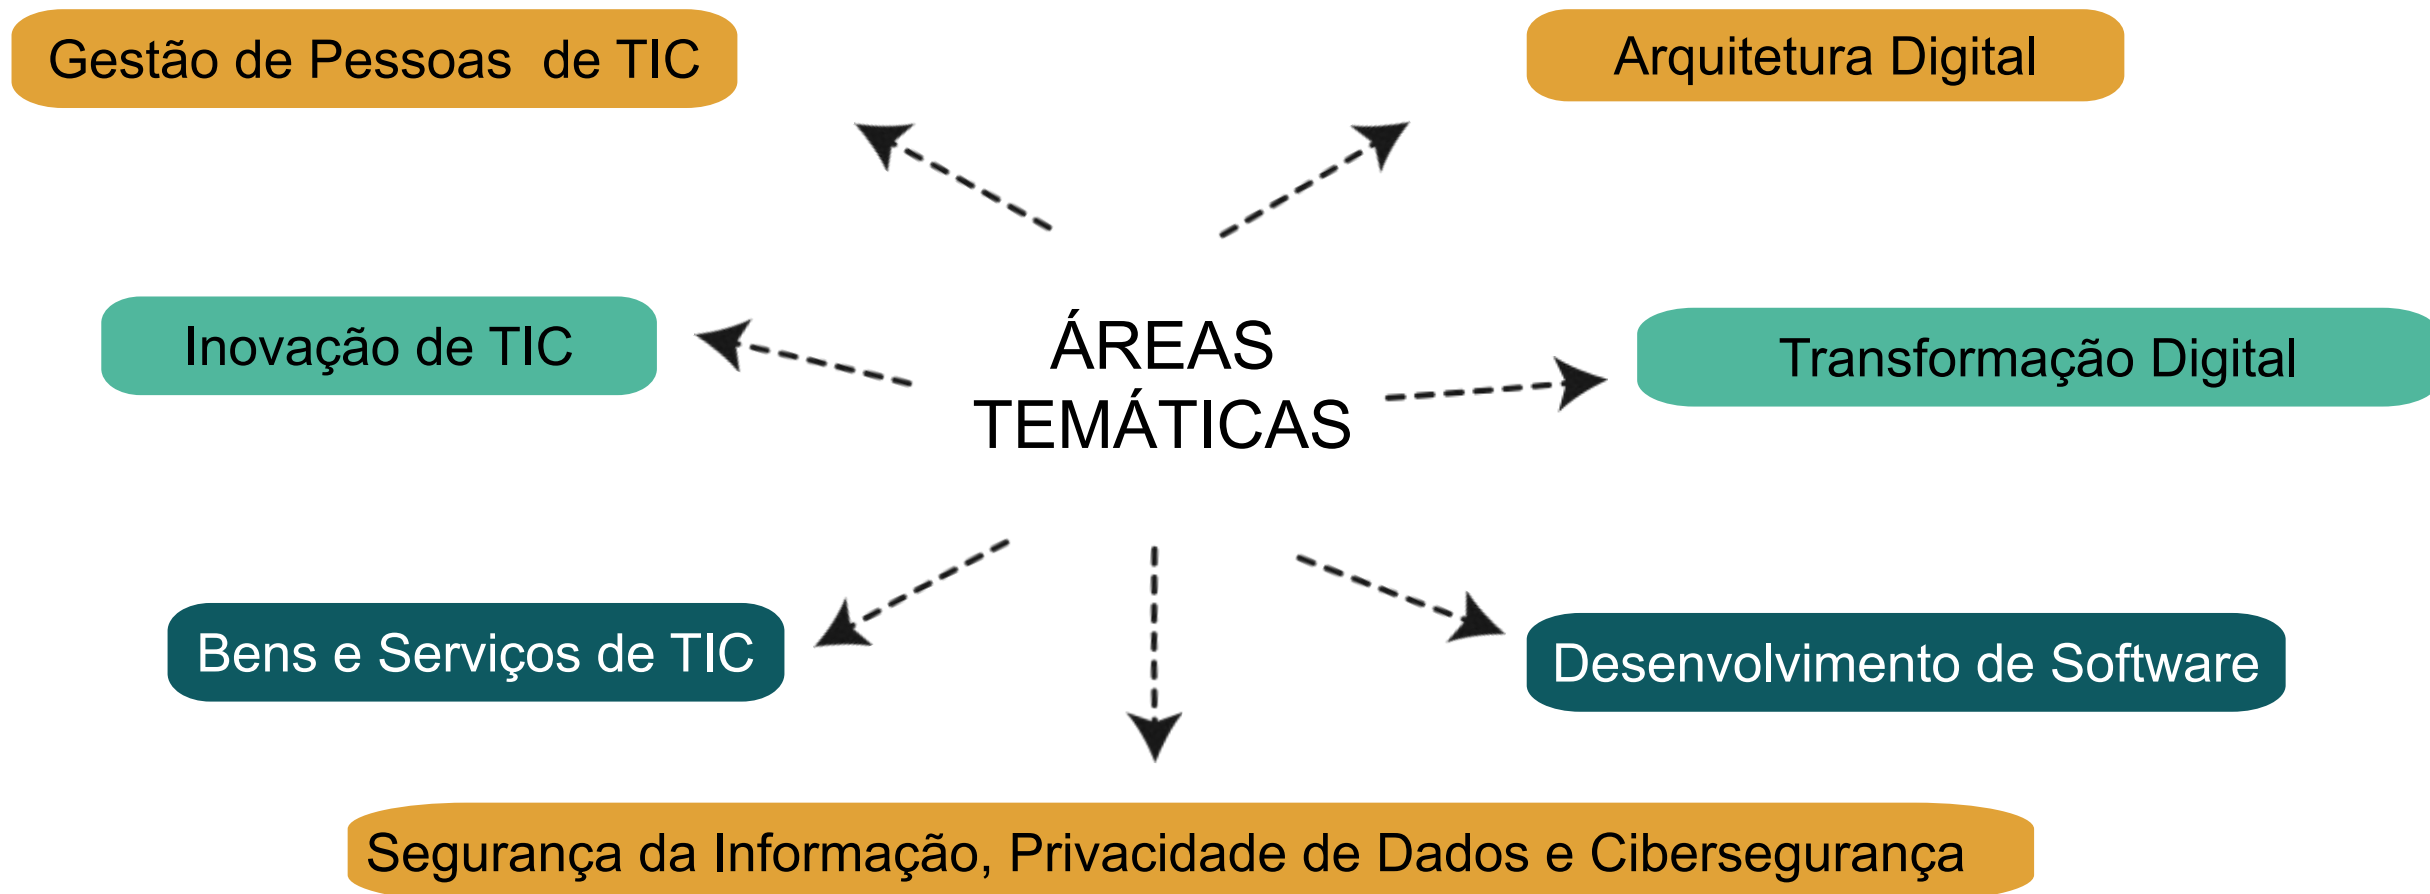 Gestão de Pessoas  de TIC
Arquitetura Digital
Inovação de TIC
ÁREAS
TEMÁTICAS
Transformação Digital
Bens e Serviços de TIC
Desenvolvimento de Software
Segurança da Informação, Privacidade de Dados e Cibersegurança